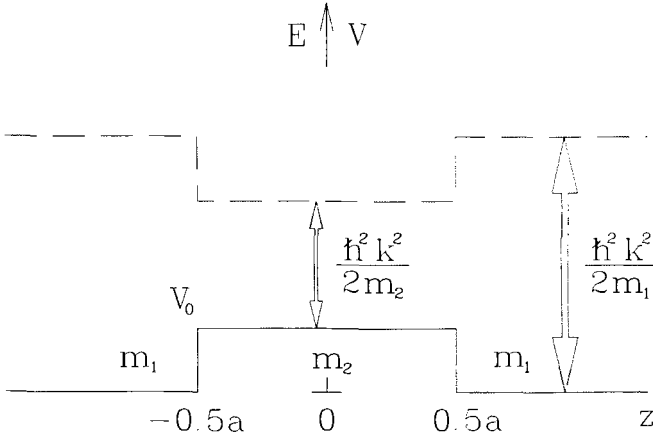 E V
ħ²k²/2m₂
ħ²k²/2m₁
V₀
m₁ m₂ m₁
−0.5a 0 0.5a z